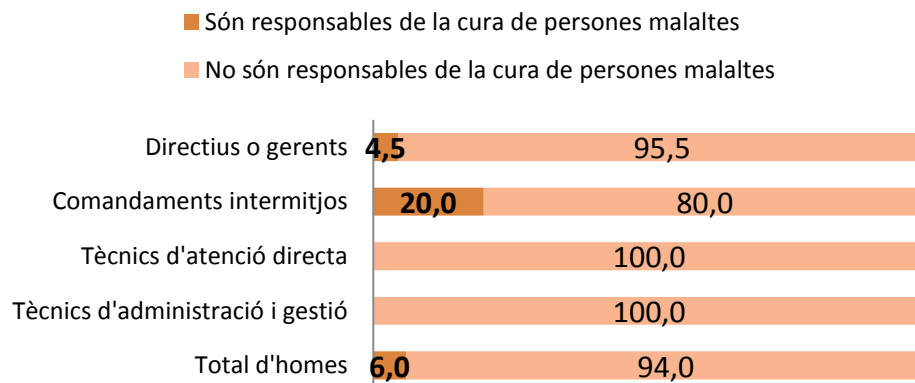 Són responsables de la cura de persones malaltes
No són responsables de la cura de persones malaltes
Directius o gerents 4,5 95,5
Comandaments intermitjos 20,0 80,0
Tècnics d'atenció directa 100,0
Tècnics d'administració i gestió 100,0
Total d'homes 6,0 94,0